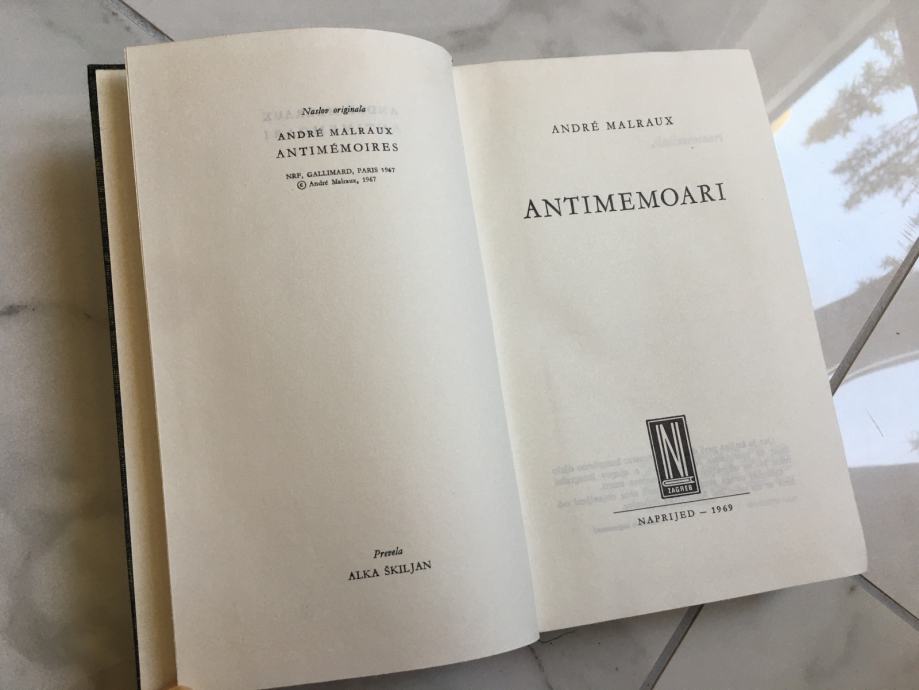 Naslov originala
ANDRÉ MALRAUX
ANTIMÉMOIRES
NRF, GALLIMARD, PARIS 1967
© André Malraux, 1967
Prevela
ALKA ŠKILJAN
ANDRÉ MALRAUX
ANTIMEMOARI
N
ZAGREB
NAPRIJED — 1969